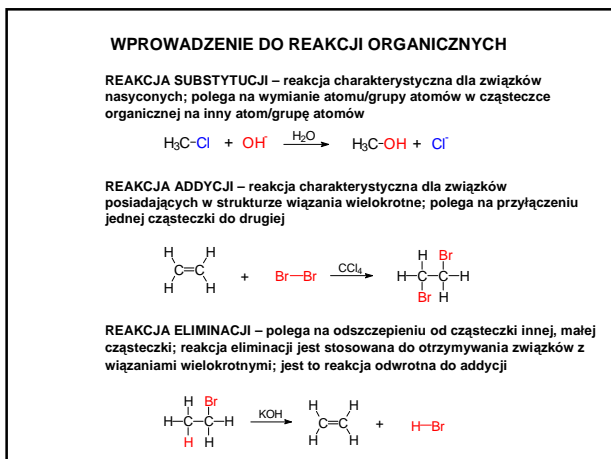 WPROWADZENIE DO REAKCJI ORGANICZNYCH
REAKCJA SUBSTYTUCJI – reakcja charakterystyczna dla związków
nasyconych; polega na wymianie atomu/grupy atomów w cząsteczce
organicznej na inny atom/grupę atomów
H₃C-Cl + OH⁻ H₂O H₃C-OH + Cl⁻
REAKCJA ADDYCJI – reakcja charakterystyczna dla związków
posiadających w strukturze wiązania wielokrotne; polega na przyłączeniu
jednej cząsteczki do drugiej
H H H Br
C=C + Br—Br CCl₄ H—C—C—H
H H Br H
REAKCJA ELIMINACJI – polega na odszczepieniu od cząsteczki innej, małej
cząsteczki; reakcja eliminacji jest stosowana do otrzymywania związków z
wiązaniami wielokrotnymi; jest to reakcja odwrotna do addycji
H Br H H
H—C—C—H KOH C=C + H—Br
H H H H